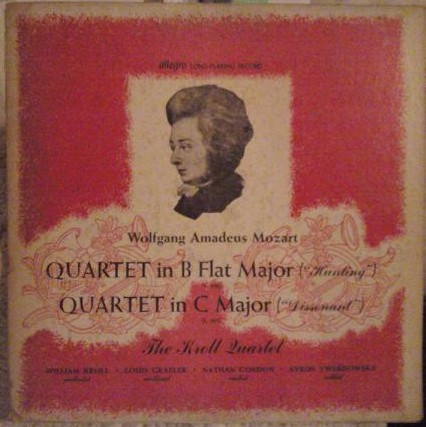 allegro LONG-PLAYING RECORD
Wolfgang Amadeus Mozart
QUARTET in B Flat Major ("Hunting")
QUARTET in C Major ("Dissonant")
The Kroll Quartet
WILLIAM KROLL · LOUIS GRAELER · NATHAN GORDON · AVRON TWERDOWSKY